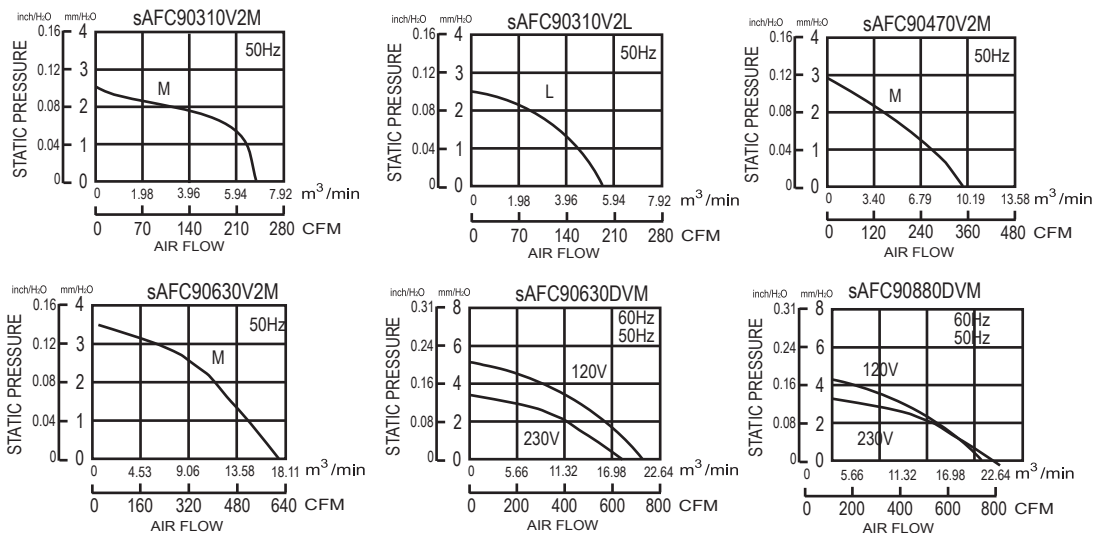 sAFC90310V2M
inch/H₂O mm/H₂O
STATIC PRESSURE
0.16 4
3
0.08 2
0.04 1
0 0
50Hz
M
0 1.98 3.96 5.94 7.92 m³/min
0 70 140 210 280 CFM
AIR FLOW
sAFC90310V2L
inch/H₂O mm/H₂O
STATIC PRESSURE
0.16 4
0.12 3
0.08 2
0.04 1
0 0
50Hz
L
0 1.98 3.96 5.94 7.92 m³/min
0 70 140 210 280 CFM
AIR FLOW
sAFC90470V2M
inch/H₂O mm/H₂O
STATIC PRESSURE
0.16 4
0.12 3
0.08 2
0.04 1
0 0
50Hz
M
0 3.40 6.79 10.19 13.58 m³/min
0 120 240 360 480 CFM
AIR FLOW
sAFC90630V2M
inch/H₂O mm/H₂O
STATIC PRESSURE
0.16 4
0.12 3
0.08 2
0.04 1
0 0
50Hz
M
0 4.53 9.06 13.58 18.11 m³/min
0 160 320 480 640 CFM
AIR FLOW
sAFC90630DVM
inch/H₂O mm/H₂O
STATIC PRESSURE
0.31 8
0.24 6
0.16 4
0.08 2
0 0
60Hz
50Hz
120V
230V
0 5.66 11.32 16.98 22.64 m³/min
0 200 400 600 800 CFM
AIR FLOW
sAFC90880DVM
inch/H₂O mm/H₂O
STATIC PRESSURE
0.31 8
0.24 6
0.16 4
0.08 2
0 0
60Hz
50Hz
120V
230V
5.66 11.32 16.98 22.64 m³/min
0 200 400 600 800 CFM
AIR FLOW